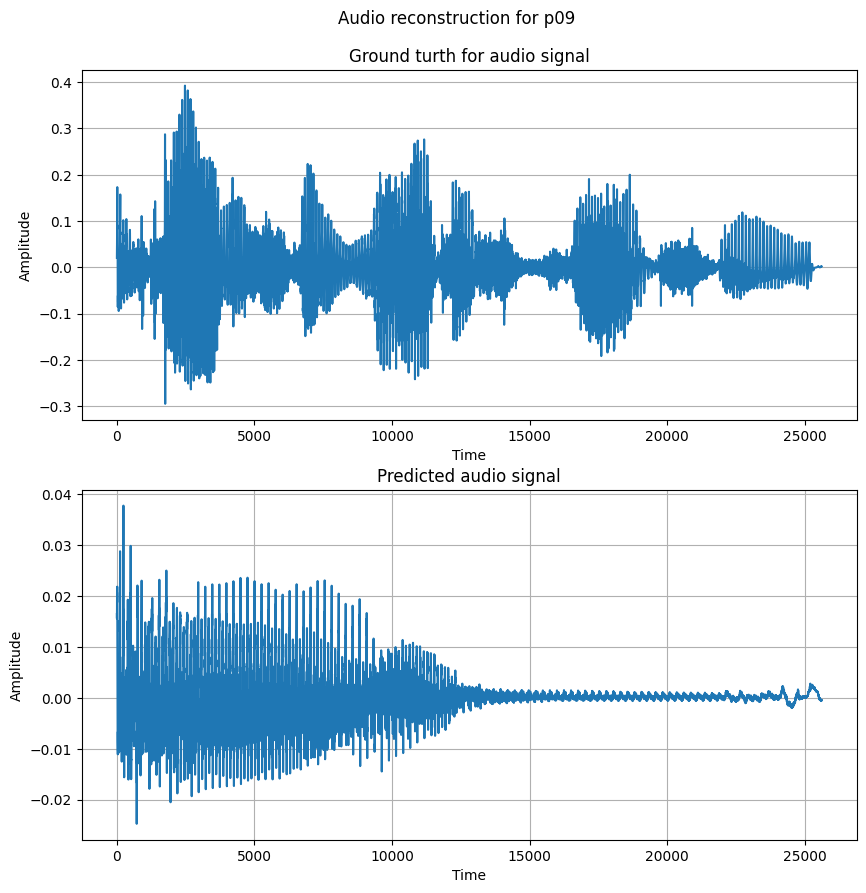 Audio reconstruction for p09
Ground turth for audio signal
0.4
0.3
0.2
0.1
0.0
−0.1
−0.2
−0.3
Amplitude
0 5000 10000 15000 20000 25000
Time
Predicted audio signal
0.04
0.03
0.02
0.01
0.00
−0.01
−0.02
Amplitude
0 5000 10000 15000 20000 25000
Time